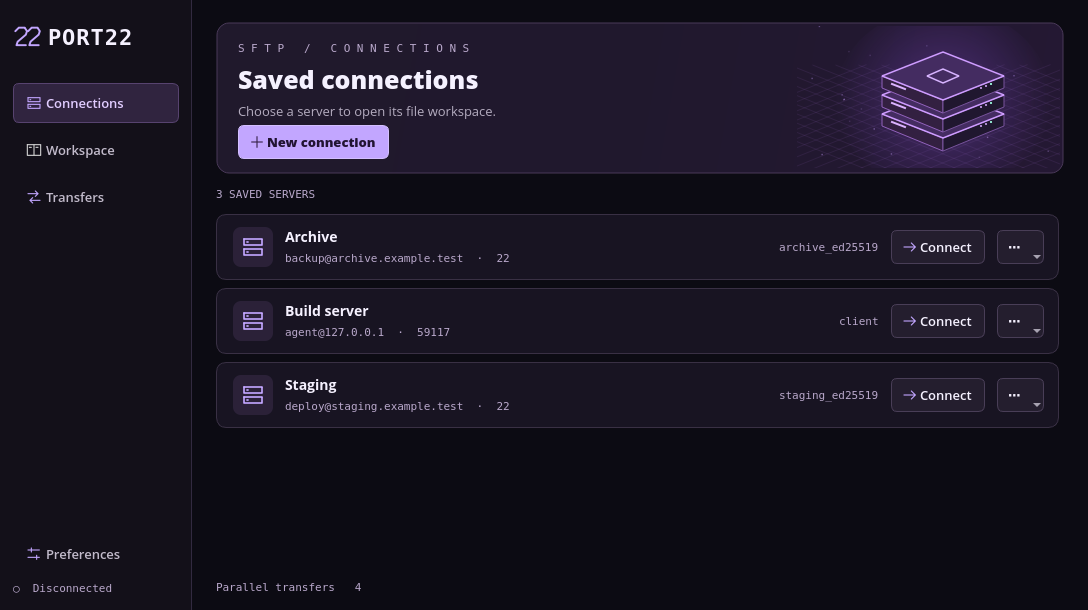 22 PORT22
Connections
Workspace
Transfers
Preferences
Disconnected
SFTP / CONNECTIONS
Saved connections
Choose a server to open its file workspace.
New connection
3 SAVED SERVERS
Archive
backup@archive.example.test · 22
archive_ed25519
Connect
Build server
agent@127.0.0.1 · 59117
client
Connect
Staging
deploy@staging.example.test · 22
staging_ed25519
Connect
Parallel transfers 4